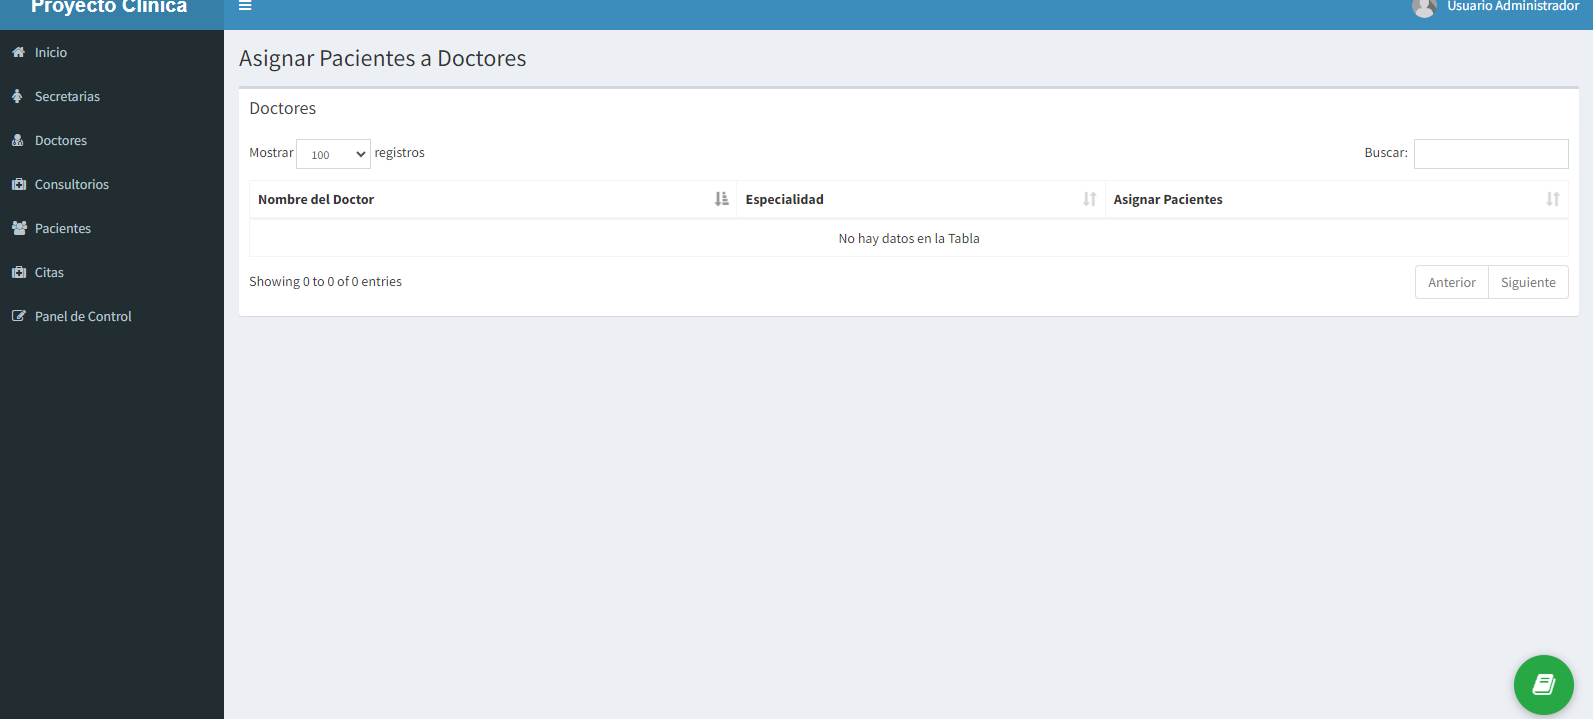 Proyecto Clínica
Usuario Administrador
Inicio
Secretarias
Doctores
Consultorios
Pacientes
Citas
Panel de Control
Asignar Pacientes a Doctores
Doctores
Mostrar 100 registros
Buscar:
Nombre del Doctor Especialidad Asignar Pacientes
No hay datos en la Tabla
Showing 0 to 0 of 0 entries
Anterior Siguiente